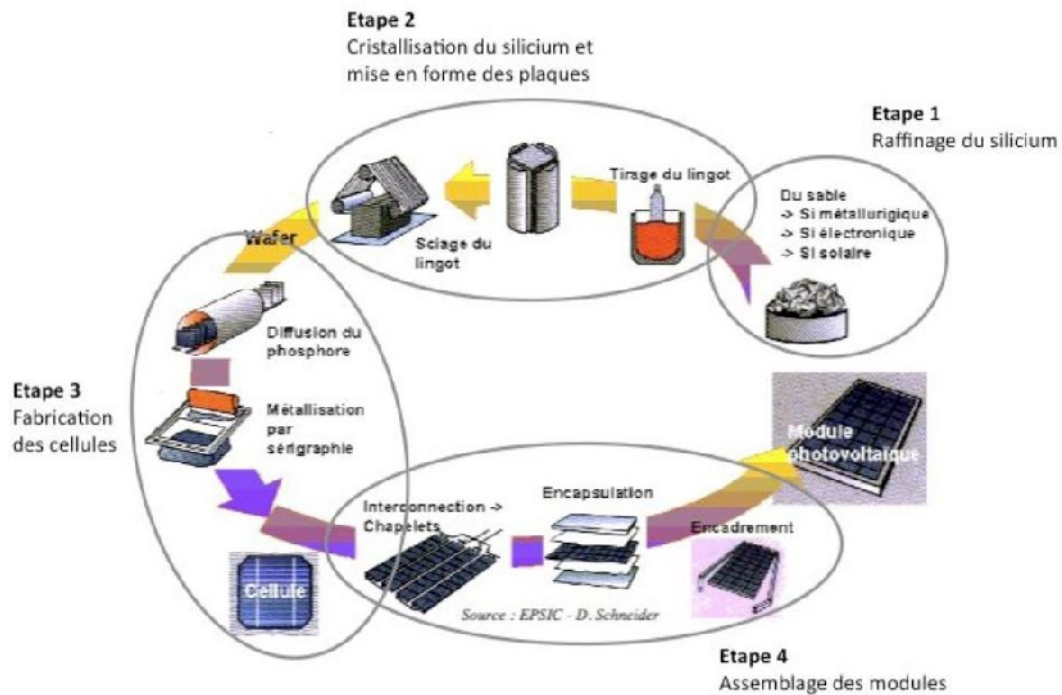 Etape 2
Cristallisation du silicium et
mise en forme des plaques
Etape 1
Raffinage du silicium
Du sable
-> Si métallurigique
-> Si électronique
-> Si solaire
Tirage du lingot
Sciage du
lingot
Wafer
Diffusion du
phosphore
Etape 3
Fabrication
des cellules
Métallisation
par
sérigraphie
Cellule
Interconnection ->
Chapelets
Encapsulation
Encadrement
Module
photovoltaique
Source : EPSIC - D. Schneider
Etape 4
Assemblage des modules